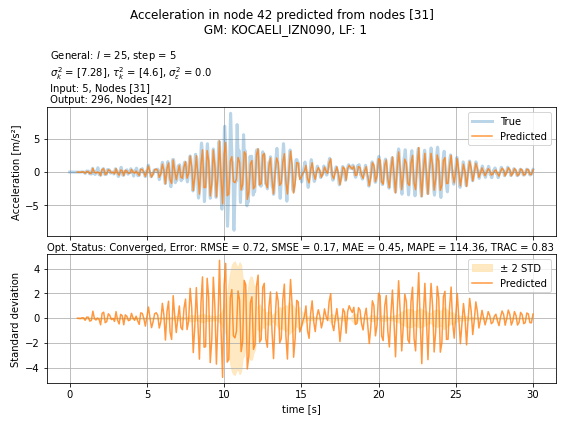 Acceleration in node 42 predicted from nodes [31]
GM: KOCAELI_IZN090, LF: 1
General: l = 25, step = 5
σ²ₖ = [7.28], τ²ₖ = [4.6], σ²ε = 0.0
Input: 5, Nodes [31]
Output: 296, Nodes [42]
True
Predicted
Acceleration [m/s²]
5
0
−5
Opt. Status: Converged, Error: RMSE = 0.72, SMSE = 0.17, MAE = 0.45, MAPE = 114.36, TRAC = 0.83
± 2 STD
Predicted
Standard deviation
4
2
0
−2
−4
0 5 10 15 20 25 30
time [s]